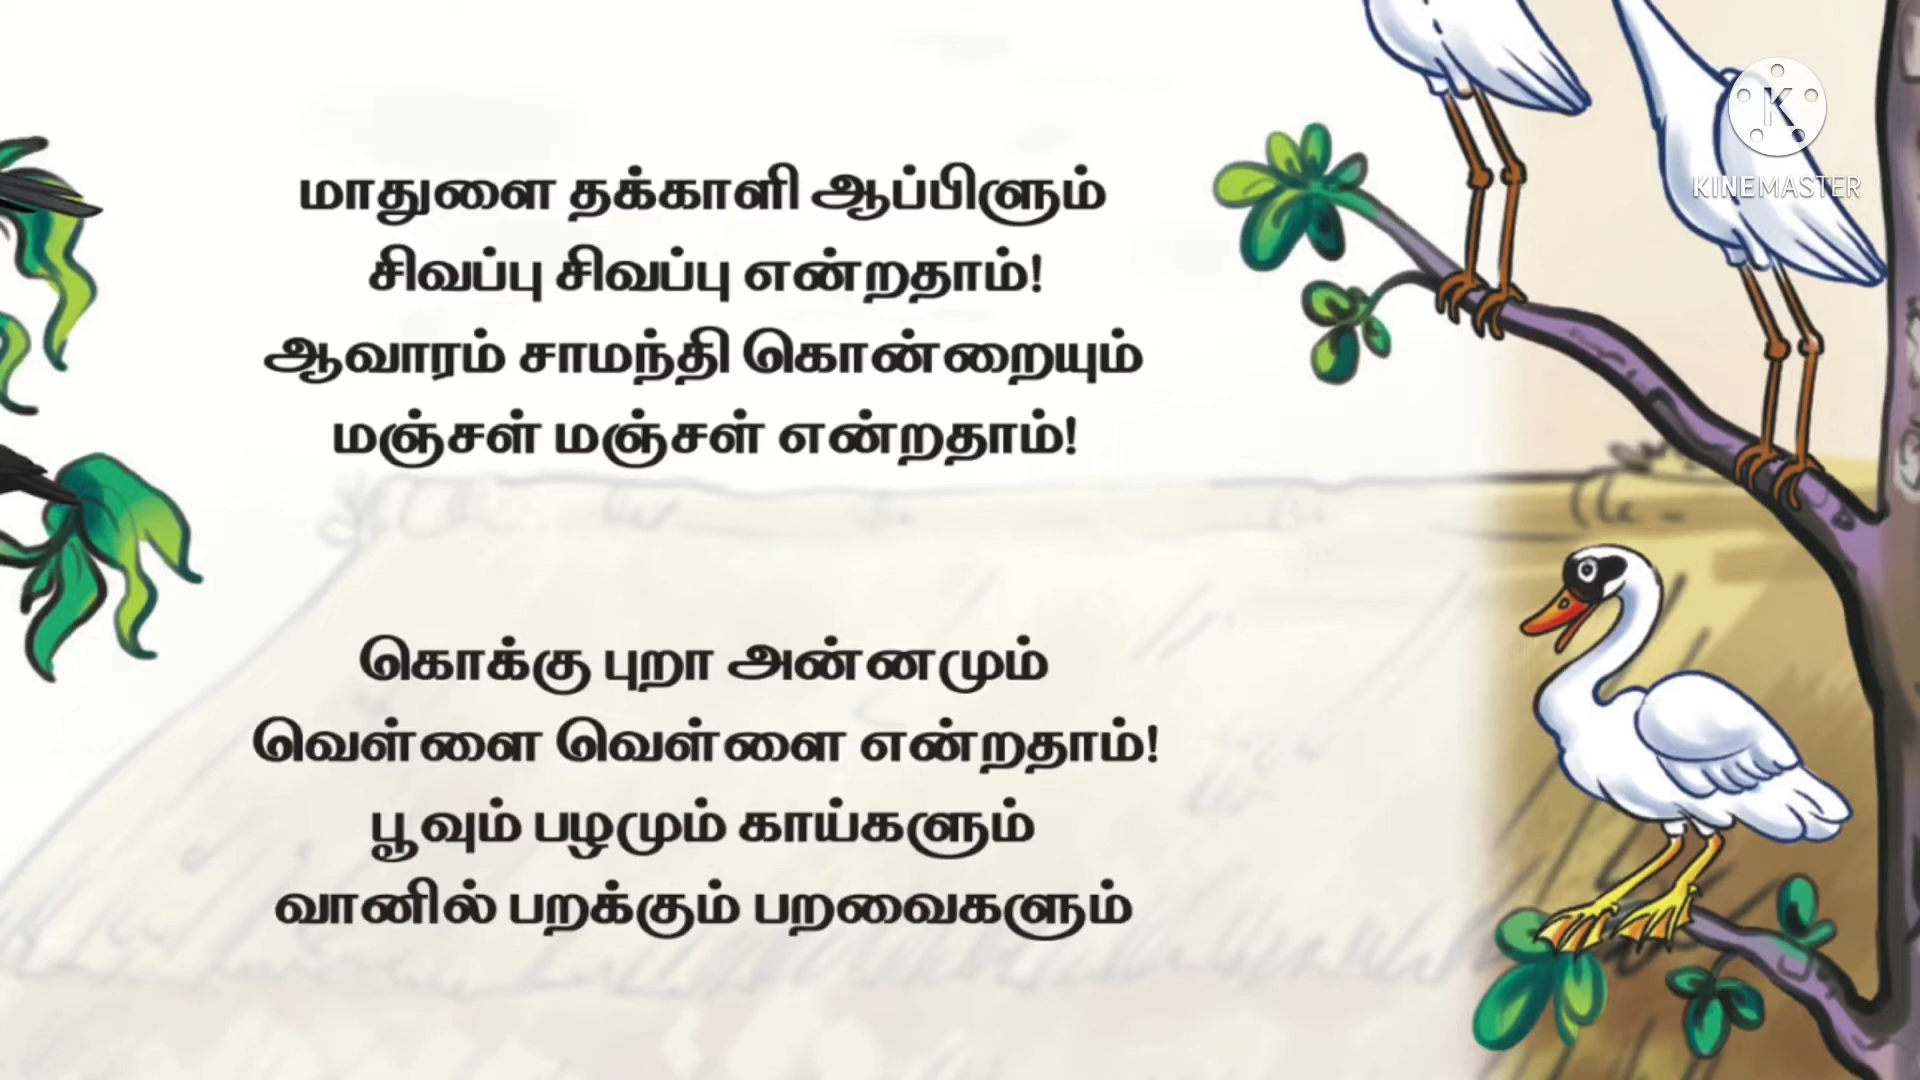 மாதுளை தக்காளி ஆப்பிளும்
சிவப்பு சிவப்பு என்றதாம்!
ஆவாரம் சாமந்தி கொன்றையும்
மஞ்சள் மஞ்சள் என்றதாம்!
கொக்கு புறா அன்னமும்
வெள்ளை வெள்ளை என்றதாம்!
பூவும் பழமும் காய்களும்
வானில் பறக்கும் பறவைகளும்
K
KINEMASTER